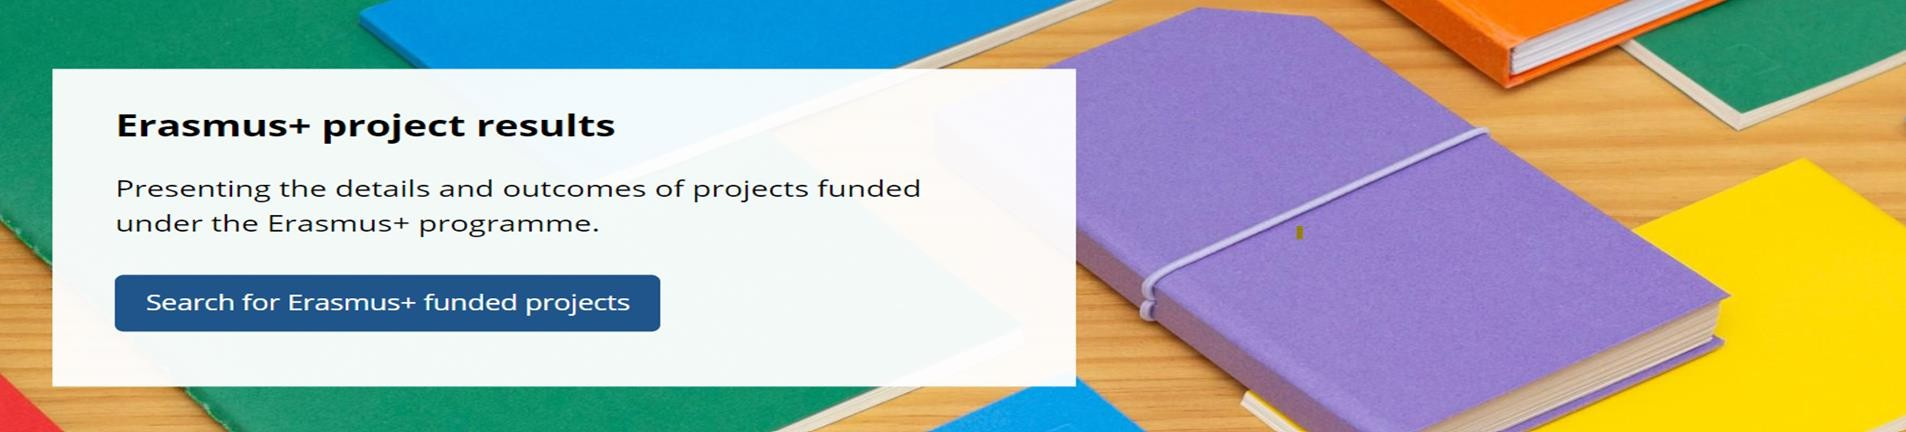 Erasmus+ project results
Presenting the details and outcomes of projects funded
under the Erasmus+ programme.
Search for Erasmus+ funded projects